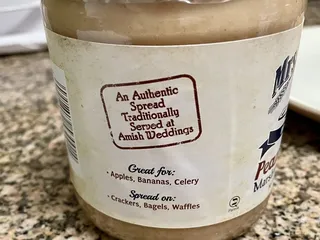 An Authentic
Spread
Traditionally
Served at
Amish Weddings
Great for:
· Apples, Bananas, Celery
Spread on:
· Crackers, Bagels, Waffles